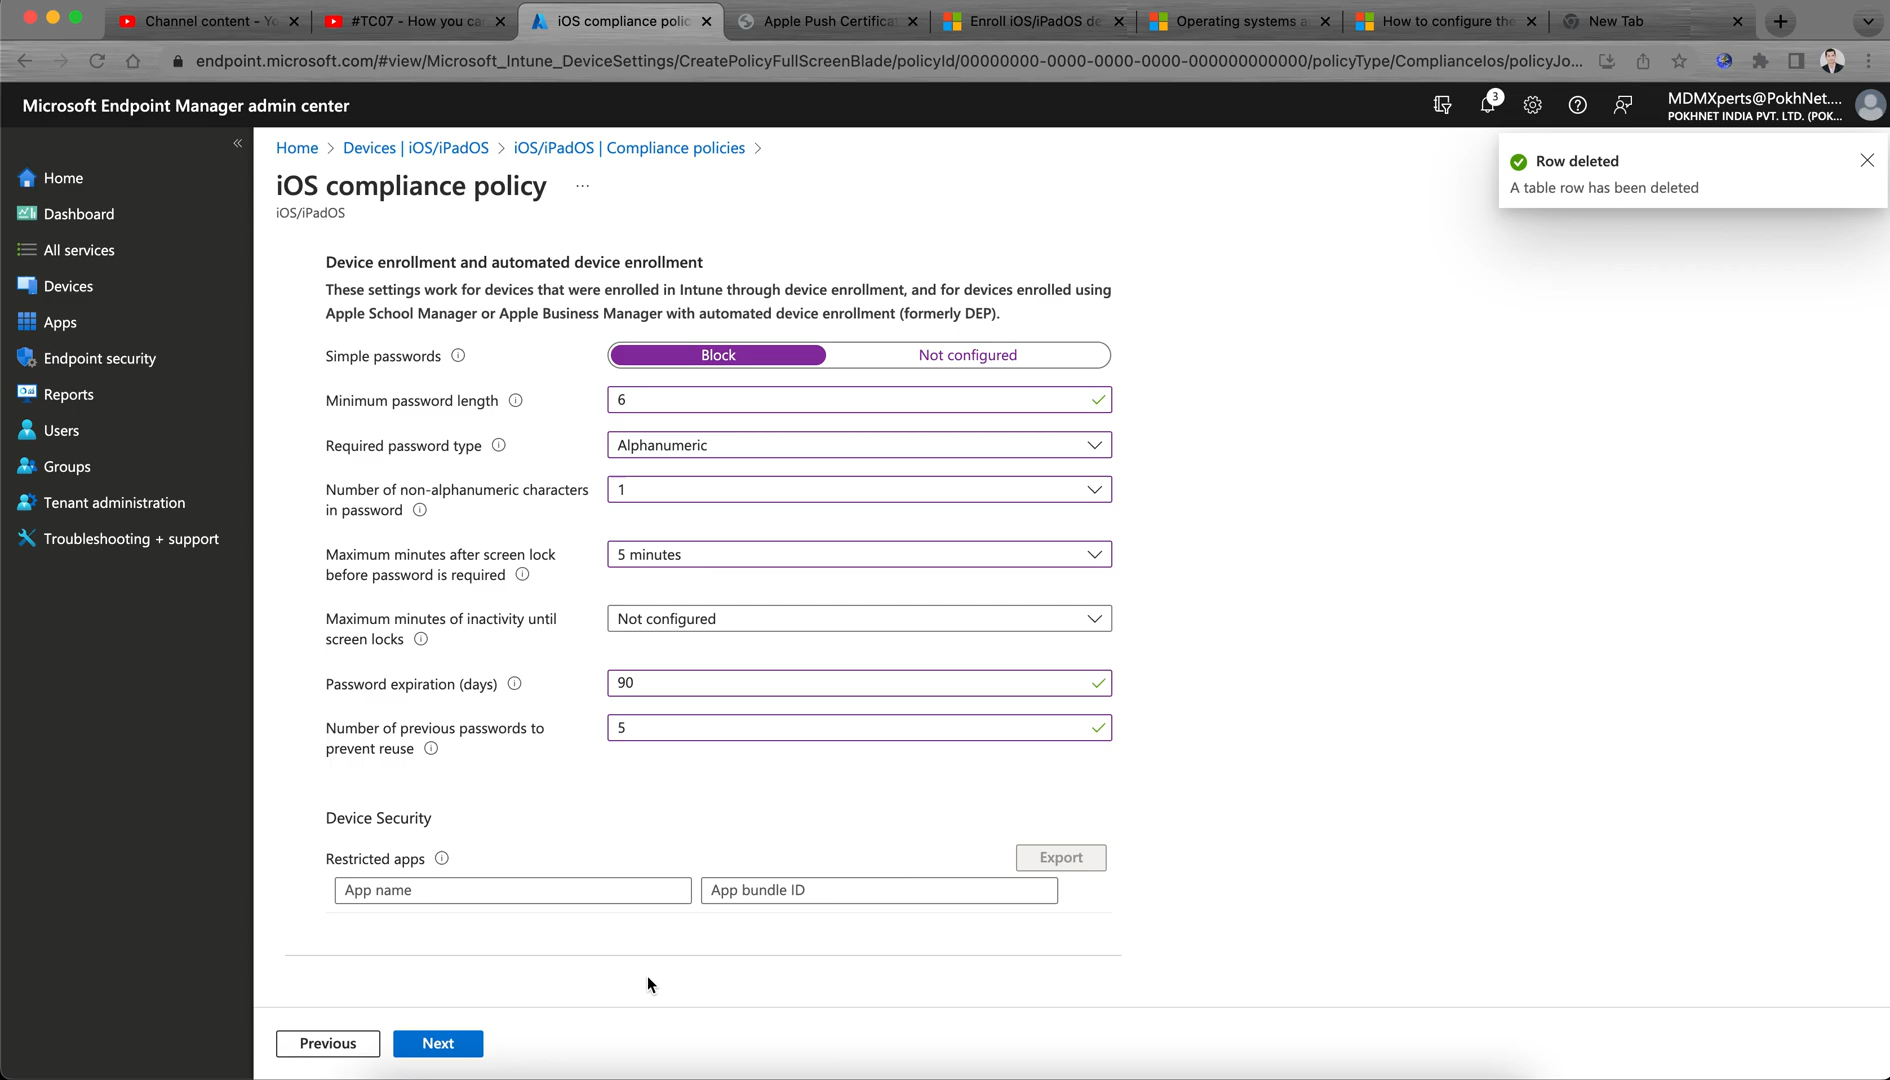 Channel content - Yo
#TC07 - How you ca
iOS compliance polic
Apple Push Certificat
Enroll iOS/iPadOS de
Operating systems a
How to configure the
New Tab
endpoint.microsoft.com/#view/Microsoft_Intune_DeviceSettings/CreatePolicyFullScreenBlade/policyId/00000000-0000-0000-0000-000000000000/policyType/ComplianceIos/policyJo...
Microsoft Endpoint Manager admin center
3
MDMXperts@PokhNet....
POKHNET INDIA PVT. LTD. (POK...
Home
Dashboard
All services
Devices
Apps
Endpoint security
Reports
Users
Groups
Tenant administration
Troubleshooting + support
Home > Devices | iOS/iPadOS > iOS/iPadOS | Compliance policies >
iOS compliance policy ...
iOS/iPadOS
Row deleted
A table row has been deleted
Device enrollment and automated device enrollment
These settings work for devices that were enrolled in Intune through device enrollment, and for devices enrolled using
Apple School Manager or Apple Business Manager with automated device enrollment (formerly DEP).
Simple passwords
Block
Not configured
Minimum password length
6
Required password type
Alphanumeric
Number of non-alphanumeric characters
in password
1
Maximum minutes after screen lock
before password is required
5 minutes
Maximum minutes of inactivity until
screen locks
Not configured
Password expiration (days)
90
Number of previous passwords to
prevent reuse
5
Device Security
Restricted apps
Export
App name
App bundle ID
Previous
Next